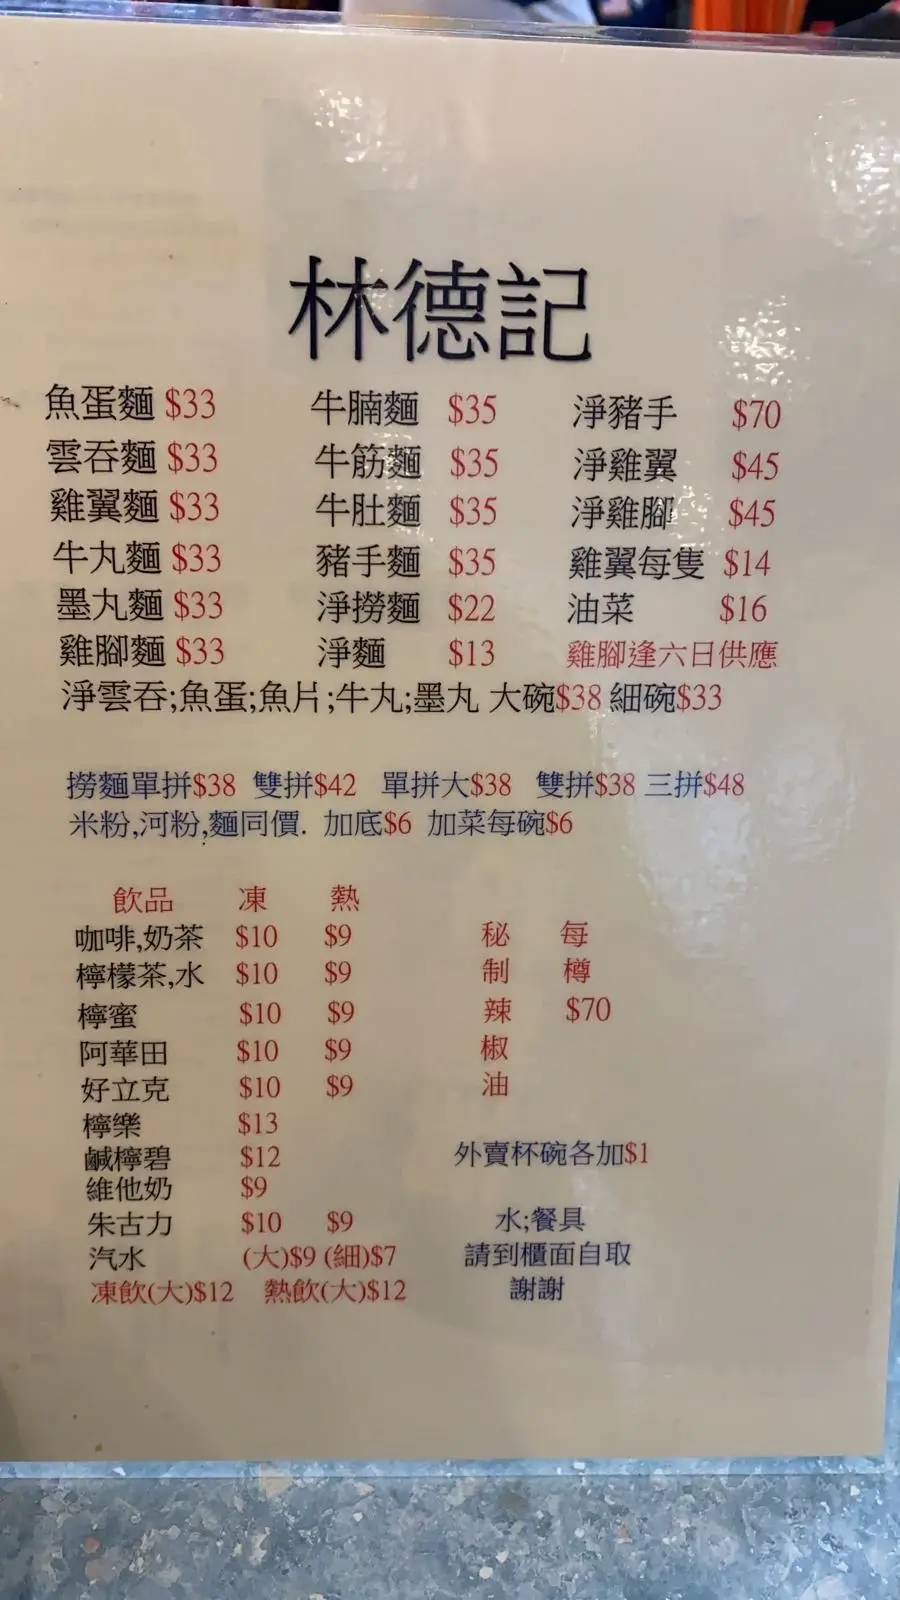 林德記
魚蛋麵 $33 牛腩麵 $35 淨豬手 $70
雲吞麵 $33 牛筋麵 $35 淨雞翼 $45
雞翼麵 $33 牛肚麵 $35 淨雞腳 $45
牛丸麵 $33 豬手麵 $35 雞翼每隻 $14
墨丸麵 $33 淨撈麵 $22 油菜 $16
雞腳麵 $33 淨麵 $13 雞腳逢六日供應
淨雲吞;魚蛋;魚片;牛丸;墨丸 大碗$38 細碗$33
撈麵單拼$38 雙拼$42 單拼大$38 雙拼$38 三拼$48
米粉,河粉,麵同價. 加底$6 加菜每碗$6
飲品 凍 熱
咖啡,奶茶 $10 $9
檸檬茶,水 $10 $9
檸蜜 $10 $9
阿華田 $10 $9
好立克 $10 $9
檸樂 $13
鹹檸碧 $12
維他奶 $9
朱古力 $10 $9
汽水 (大)$9 (細)$7
凍飲(大)$12 熱飲(大)$12
秘制辣椒油
每樽$70
外賣杯碗各加$1
水;餐具
請到櫃面自取
謝謝